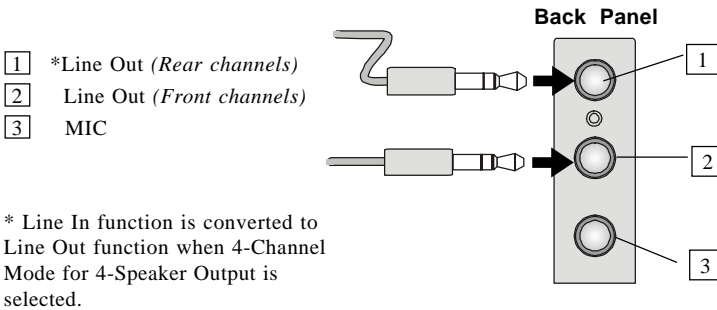 Back Panel
1 *Line Out (Rear channels)
2 Line Out (Front channels)
3 MIC
* Line In function is converted to
Line Out function when 4-Channel
Mode for 4-Speaker Output is
selected.
1
2
3